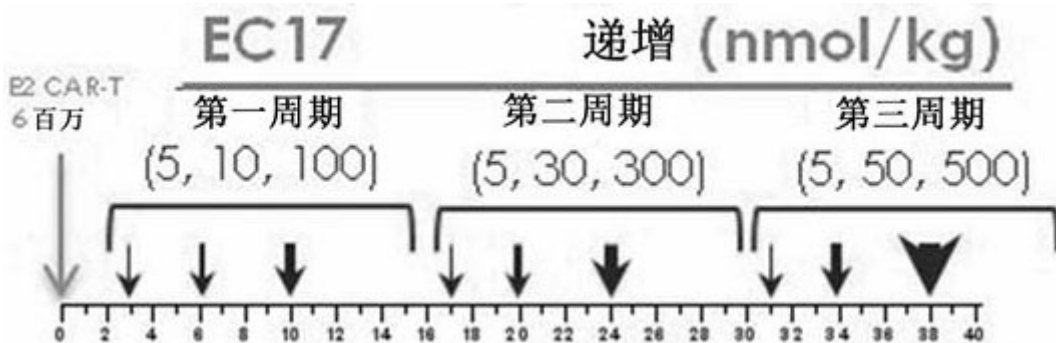 EC17 递增 (nmol/kg)
E2 CAR-T
6百万
第一周期 第二周期 第三周期
(5, 10, 100) (5, 30, 300) (5, 50, 500)
0 2 4 6 8 10 12 14 16 18 20 22 24 26 28 30 32 34 36 38 40